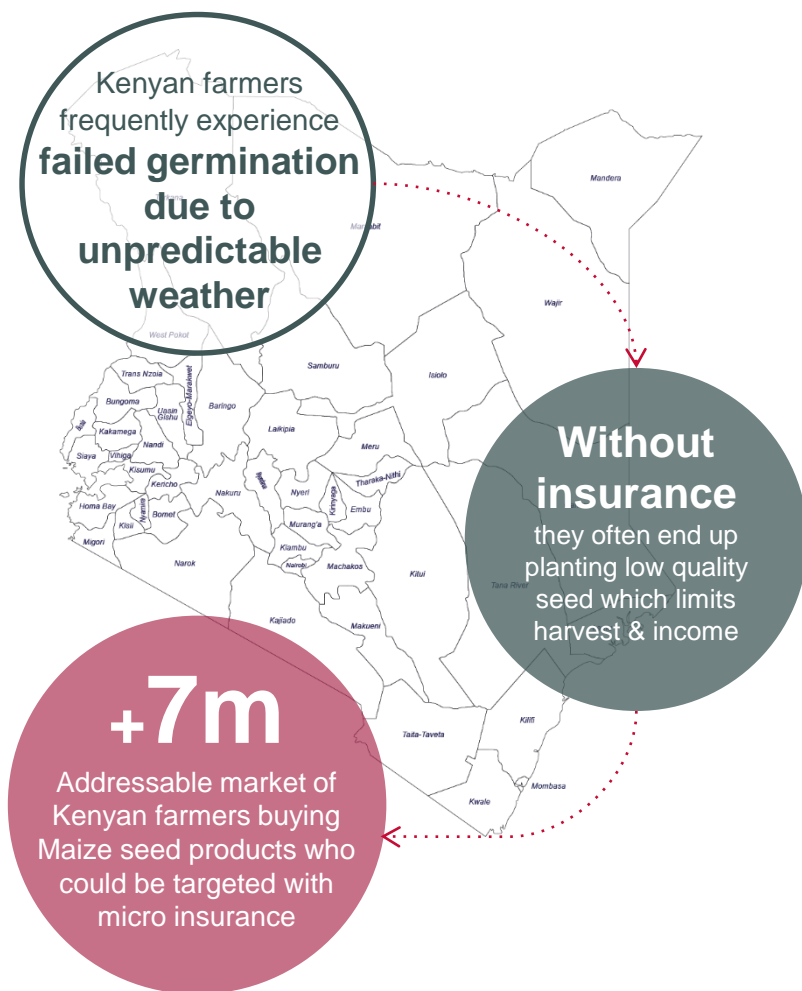 Kenyan farmers
frequently experience
failed germination
due to
unpredictable
weather
Mandera
Wajir
West Pokot
Samburu
Isiolo
Trans Nzoia
Elgeyo-Marakwet
Baringo
Bungoma
Uasin
Gishu
Laikipia
Busia
Kakamega
Nandi
Meru
Siaya
Vihiga
Kisumu
Tharaka-Nithi
Kericho
Nakuru
Nyeri
Kirinyaga
Embu
Homa Bay
Nyamira
Bomet
Murang'a
Kisii
Migori
Kiambu
Nairobi
Narok
Machakos
Kitui
Tana River
Kajiado
Makueni
Taita-Taveta
Kilifi
Mombasa
Kwale
Without
insurance
they often end up
planting low quality
seed which limits
harvest & income
+7m
Addressable market of
Kenyan farmers buying
Maize seed products who
could be targeted with
micro insurance